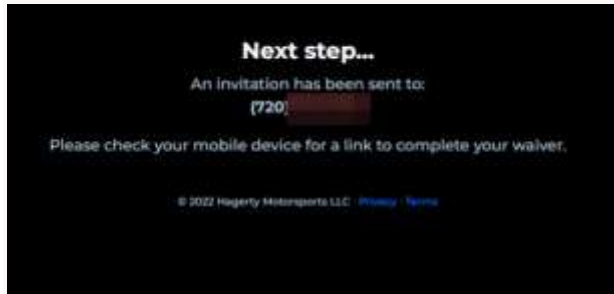 Next step...
An invitation has been sent to:
(720)
Please check your mobile device for a link to complete your waiver.
© 2022 Hagerty Motorsports LLC · Privacy · Terms